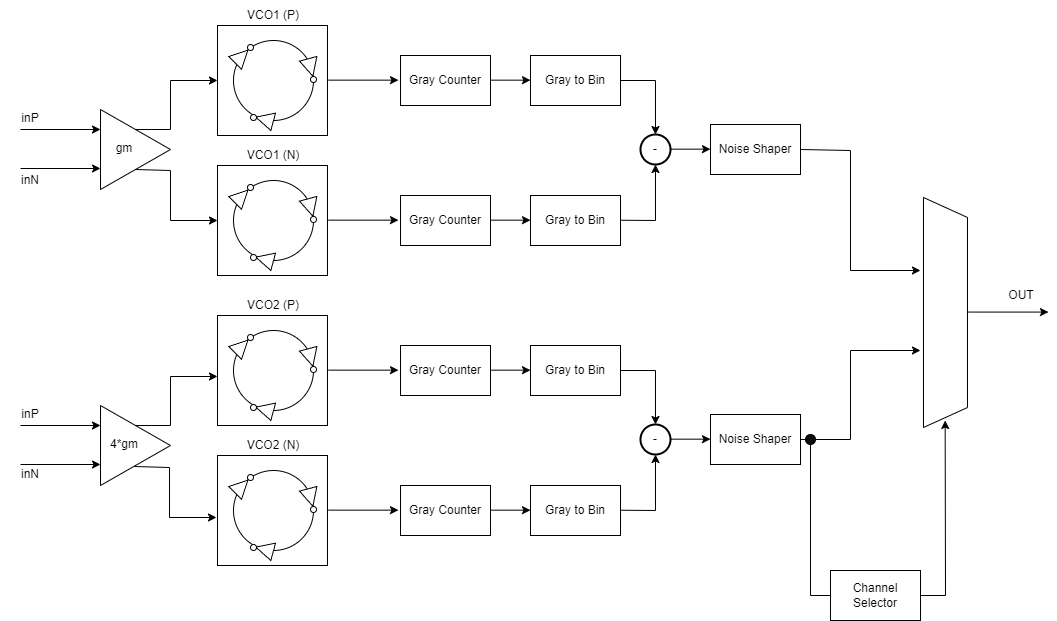 VCO1 (P)
Gray Counter
Gray to Bin
inP
gm
inN
VCO1 (N)
-
Noise Shaper
Gray Counter
Gray to Bin
OUT
VCO2 (P)
Gray Counter
Gray to Bin
inP
4*gm
inN
VCO2 (N)
-
Noise Shaper
Gray Counter
Gray to Bin
Channel
Selector